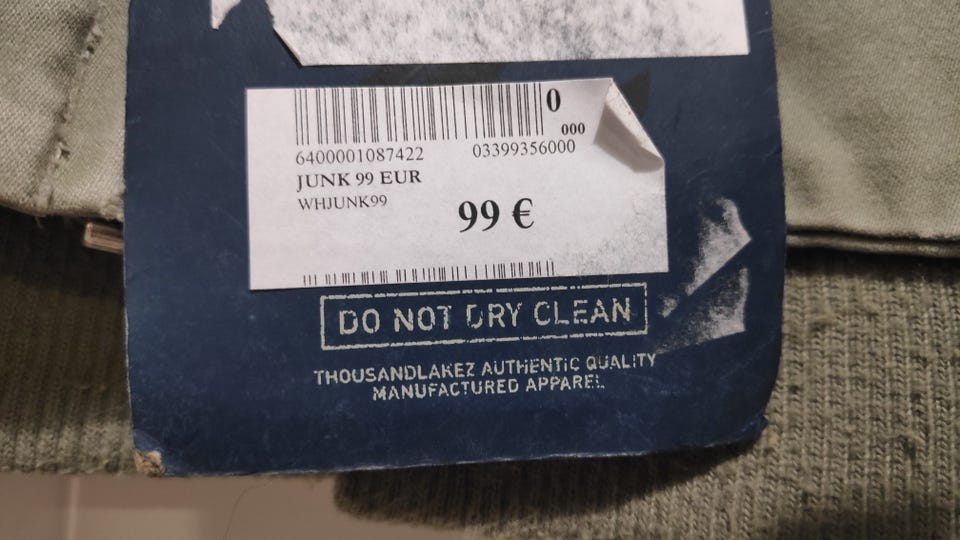 0
000
6400001087422 03399356000
JUNK 99 EUR
WHJUNK99
99 €
DO NOT DRY CLEAN
THOUSANDLAKEZ AUTHENTIC QUALITY
MANUFACTURED APPAREL